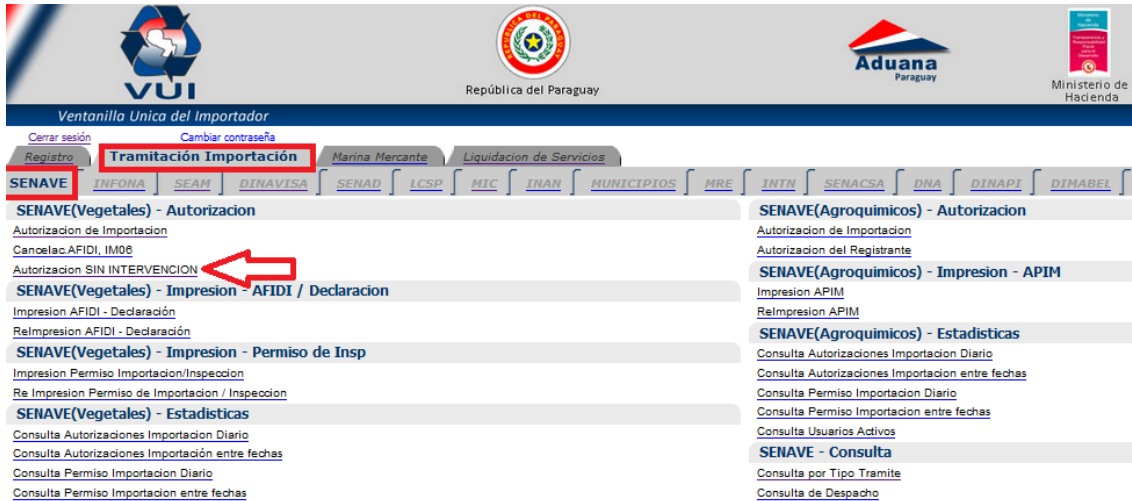 VUI
República del Paraguay
Aduana
Paraguay
Ministerio de
Hacienda
Ventanilla Unica del Importador
Cerrar sesión Cambiar contraseña
Registro Tramitación Importación Marina Mercante Liquidacion de Servicios
SENAVE INFONA SEAM DINAVISA SENAD LCSP MIC INAN MUNICIPIOS MRE INTN SENACSA DNA DINAPI DIMABEL
SENAVE(Vegetales) - Autorizacion
Autorizacion de Importacion
Cancelac.AFIDI, IM06
Autorizacion SIN INTERVENCION
SENAVE(Vegetales) - Impresion - AFIDI / Declaracion
Impresion AFIDI - Declaración
ReImpresion AFIDI - Declaración
SENAVE(Vegetales) - Impresion - Permiso de Insp
Impresion Permiso Importacion/Inspeccion
Re Impresion Permiso de Importacion / Inspeccion
SENAVE(Vegetales) - Estadisticas
Consulta Autorizaciones Importacion Diario
Consulta Autorizaciones Importación entre fechas
Consulta Permiso Importacion Diario
Consulta Permiso Importacion entre fechas
SENAVE(Agroquimicos) - Autorizacion
Autorizacion de Importacion
Autorizacion del Registrante
SENAVE(Agroquimicos) - Impresion - APIM
Impresion APIM
ReImpresion APIM
SENAVE(Agroquimicos) - Estadisticas
Consulta Autorizaciones Importacion Diario
Consulta Autorizaciones Importacion entre fechas
Consulta Permiso Importacion Diario
Consulta Permiso Importacion entre fechas
Consulta Usuarios Activos
SENAVE - Consulta
Consulta por Tipo Tramite
Consulta de Despacho